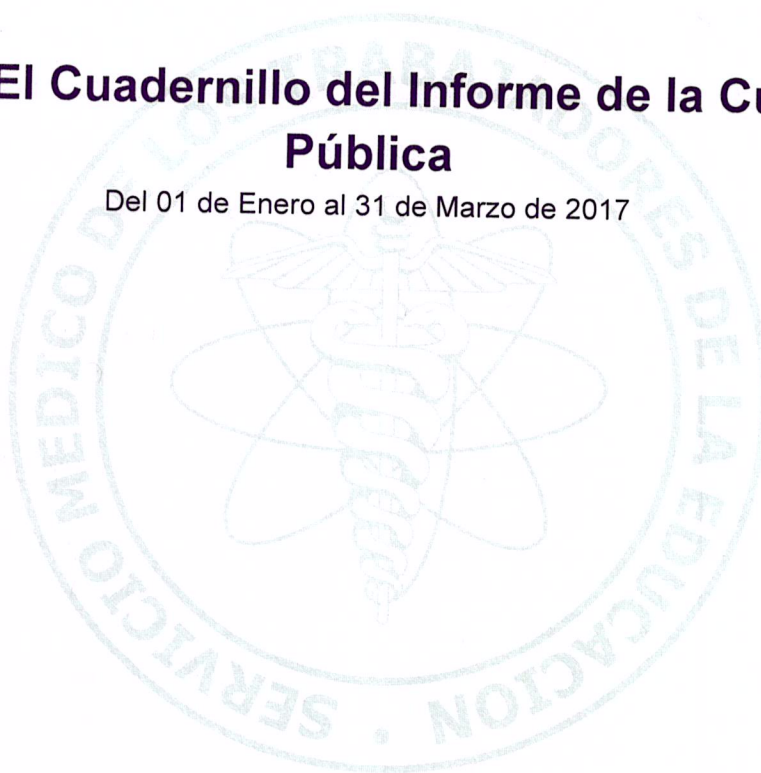 El Cuadernillo del Informe de la
Pública
Del 01 de Enero al 31 de Marzo de 2017
SERVICIO MEDICO DE LOS TRABAJADORES DE LA EDUCACION